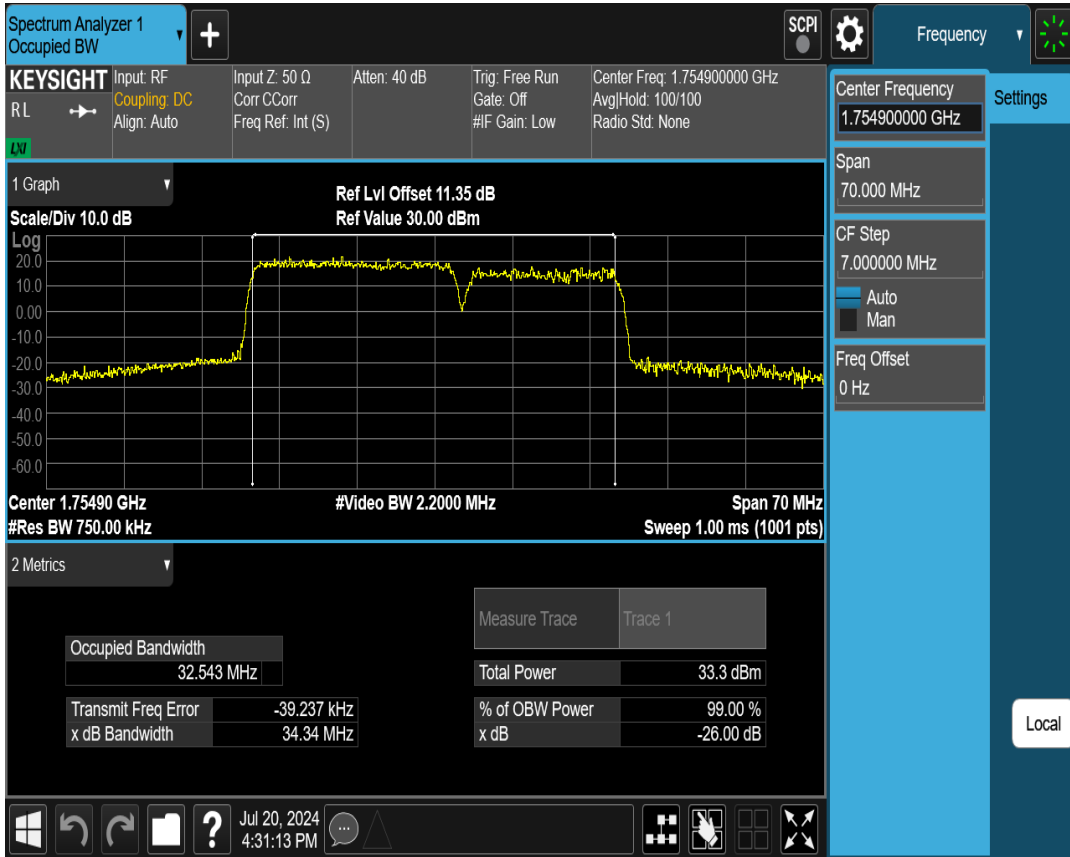 Spectrum Analyzer 1
Occupied BW
+
SCPI
Frequency
KEYSIGHT
RL
LXI
Input: RF
Coupling: DC
Align: Auto
Input Z: 50 Ω
Corr CCorr
Freq Ref: Int (S)
Atten: 40 dB
Trig: Free Run
Gate: Off
#IF Gain: Low
Center Freq: 1.754900000 GHz
Avg|Hold: 100/100
Radio Std: None
Center Frequency
1.754900000 GHz
Settings
Span
70.000 MHz
CF Step
7.000000 MHz
Auto
Man
Freq Offset
0 Hz
Local
1 Graph
Scale/Div 10.0 dB
Ref Lvl Offset 11.35 dB
Ref Value 30.00 dBm
Log
20.0
10.0
0.00
-10.0
-20.0
-30.0
-40.0
-50.0
-60.0
Center 1.75490 GHz
#Video BW 2.2000 MHz
Span 70 MHz
#Res BW 750.00 kHz
Sweep 1.00 ms (1001 pts)
2 Metrics
Measure Trace
Trace 1
Occupied Bandwidth
32.543 MHz
Total Power
33.3 dBm
Transmit Freq Error
-39.237 kHz
% of OBW Power
99.00 %
x dB Bandwidth
34.34 MHz
x dB
-26.00 dB
?
Jul 20, 2024
4:31:13 PM